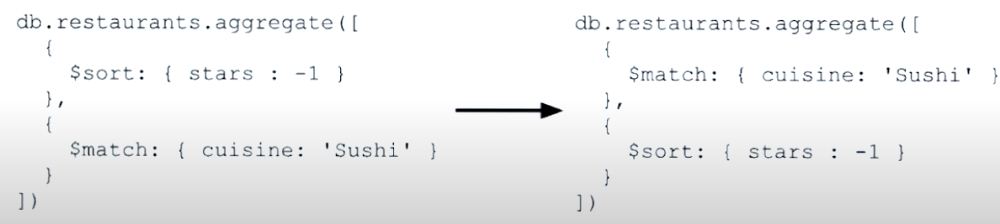 db.restaurants.aggregate([
  {
    $sort: { stars : -1 }
  },
  {
    $match: { cuisine: 'Sushi' }
  }
])
db.restaurants.aggregate([
  {
    $match: { cuisine: 'Sushi' }
  },
  {
    $sort: { stars : -1 }
  }
])